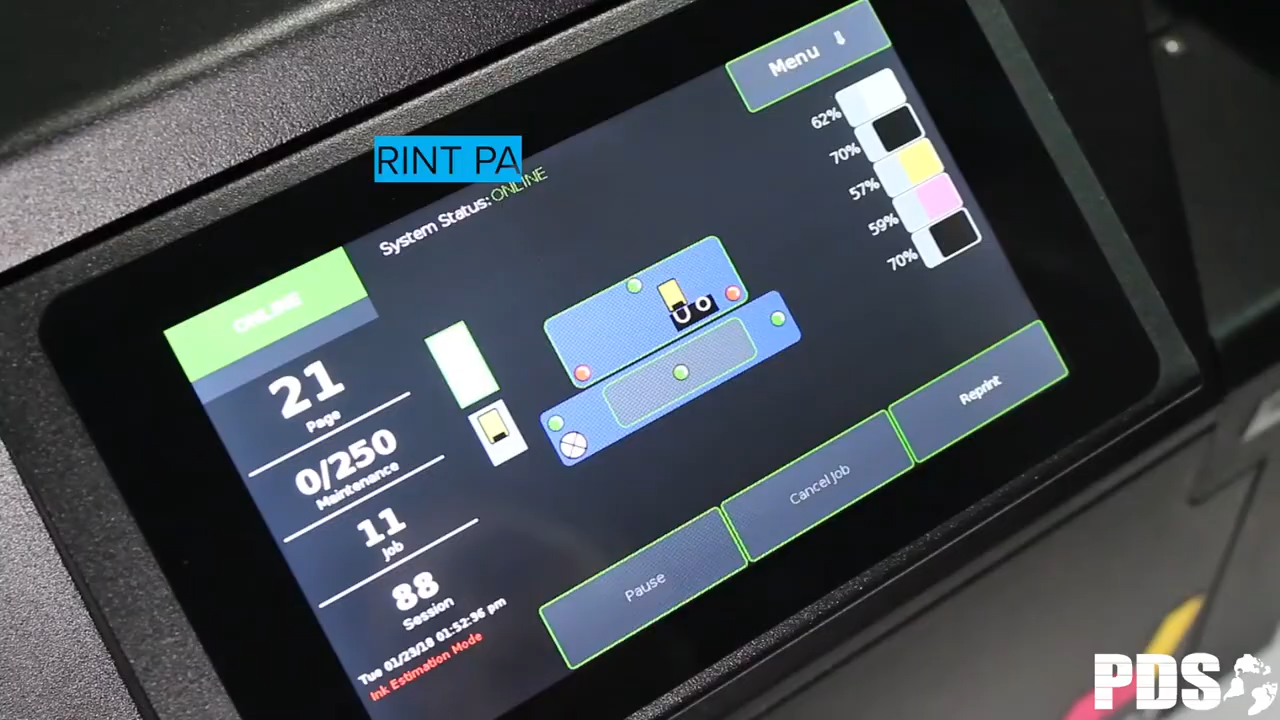 Menu
62%
70%
57%
59%
70%
RINT PA
System Status: ONLINE
ONLINE
21
Page
0/250
Maintenance
11
Job
88
Session
Tue 01/23/18 01:52:36 pm
Ink Estimation Mode
Reprint
Cancel Job
Pause
PDS